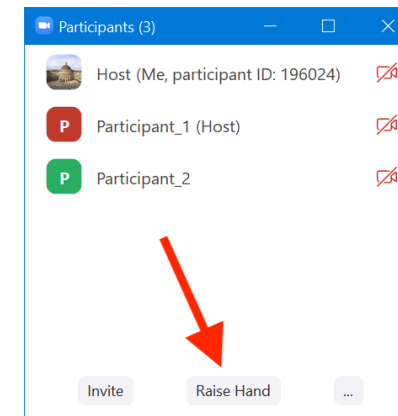 Participants (3)
Host (Me, participant ID: 196024)
P Participant_1 (Host)
P Participant_2
Invite Raise Hand ...